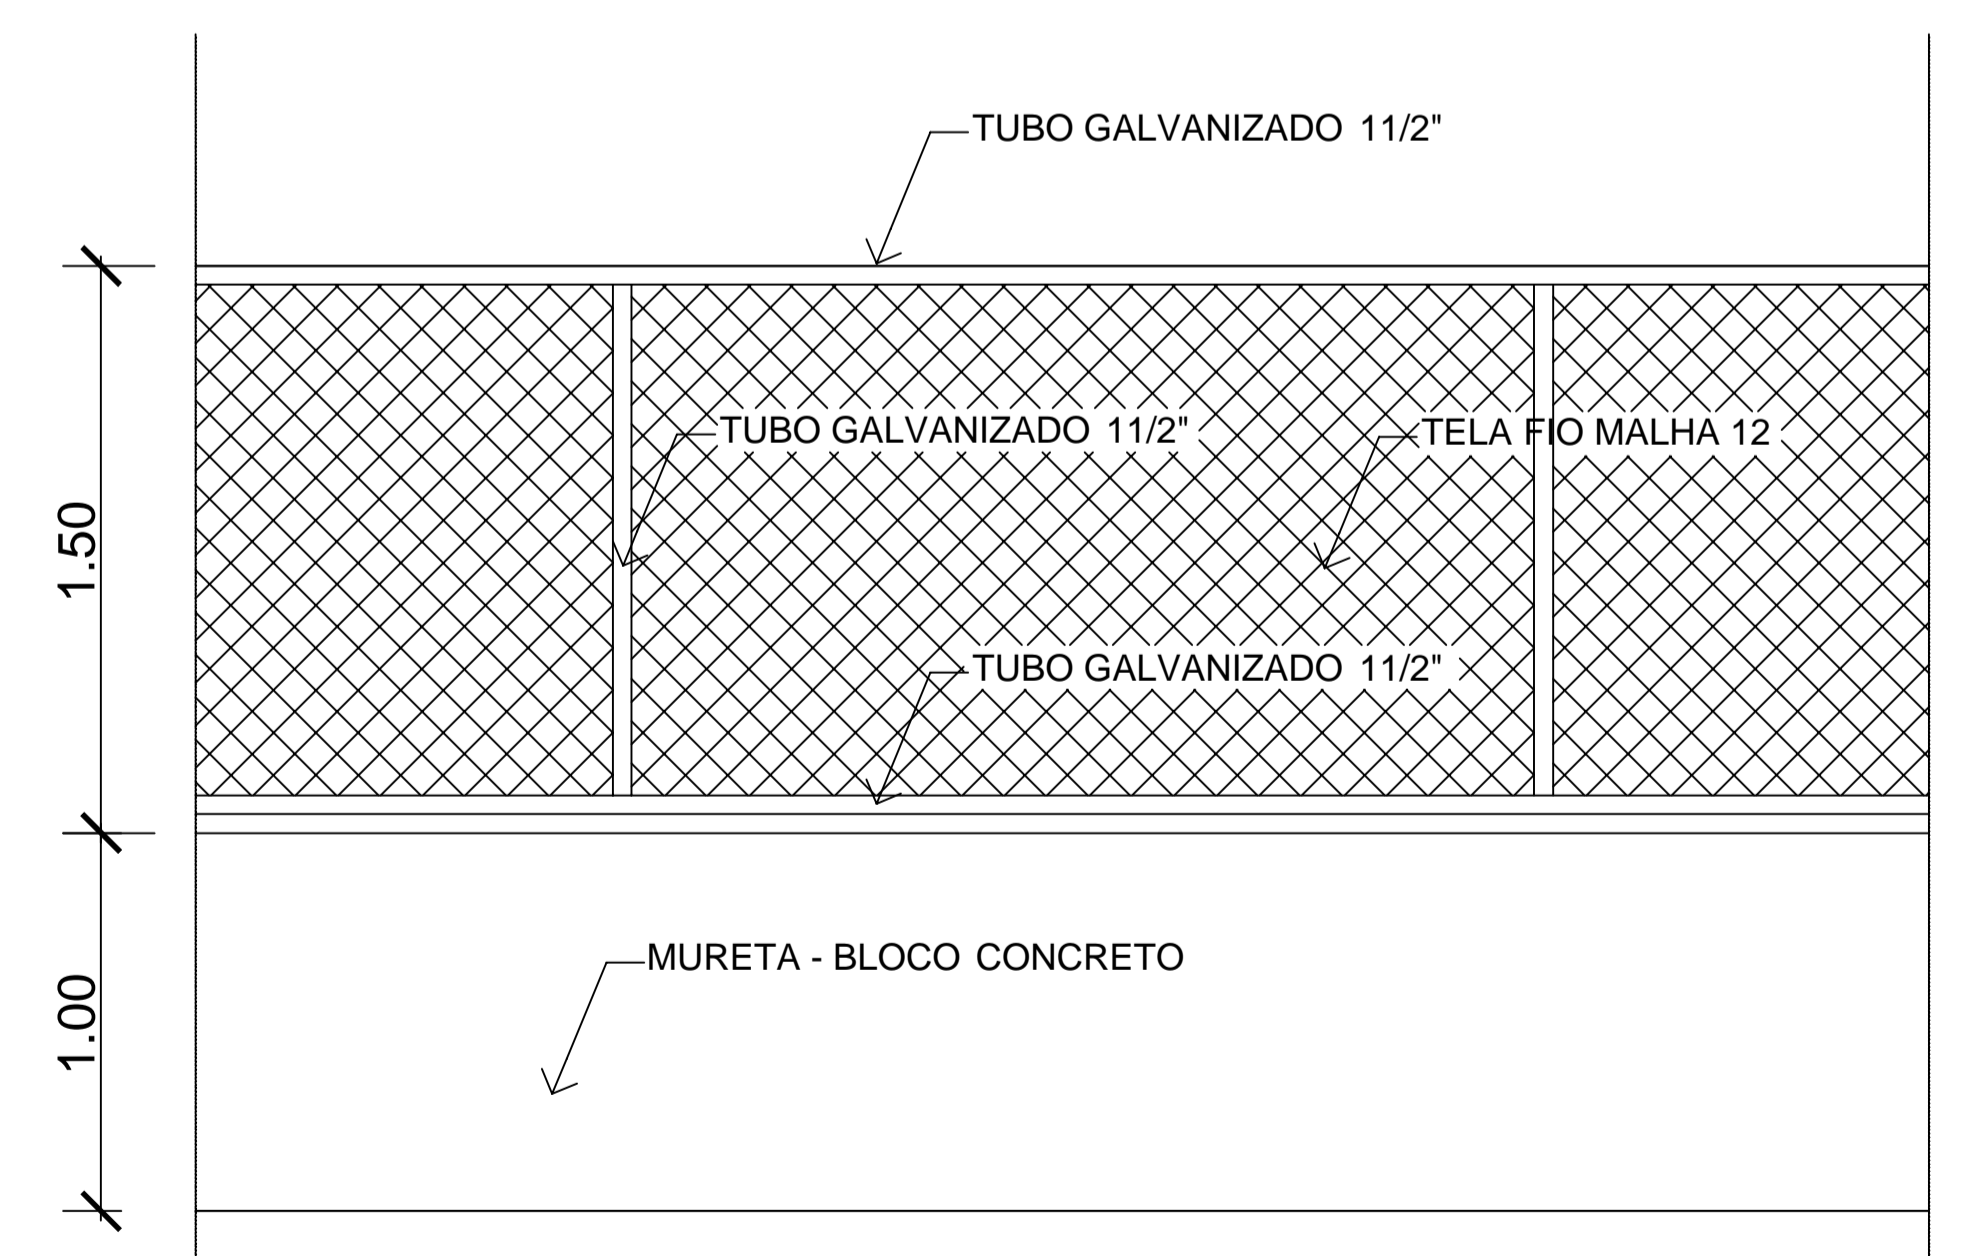 TUBO GALVANIZADO 11/2"
TUBO GALVANIZADO 11/2"
TELA FIO MALHA 12
1.50
TUBO GALVANIZADO 11/2"
MURETA - BLOCO CONCRETO
1.00